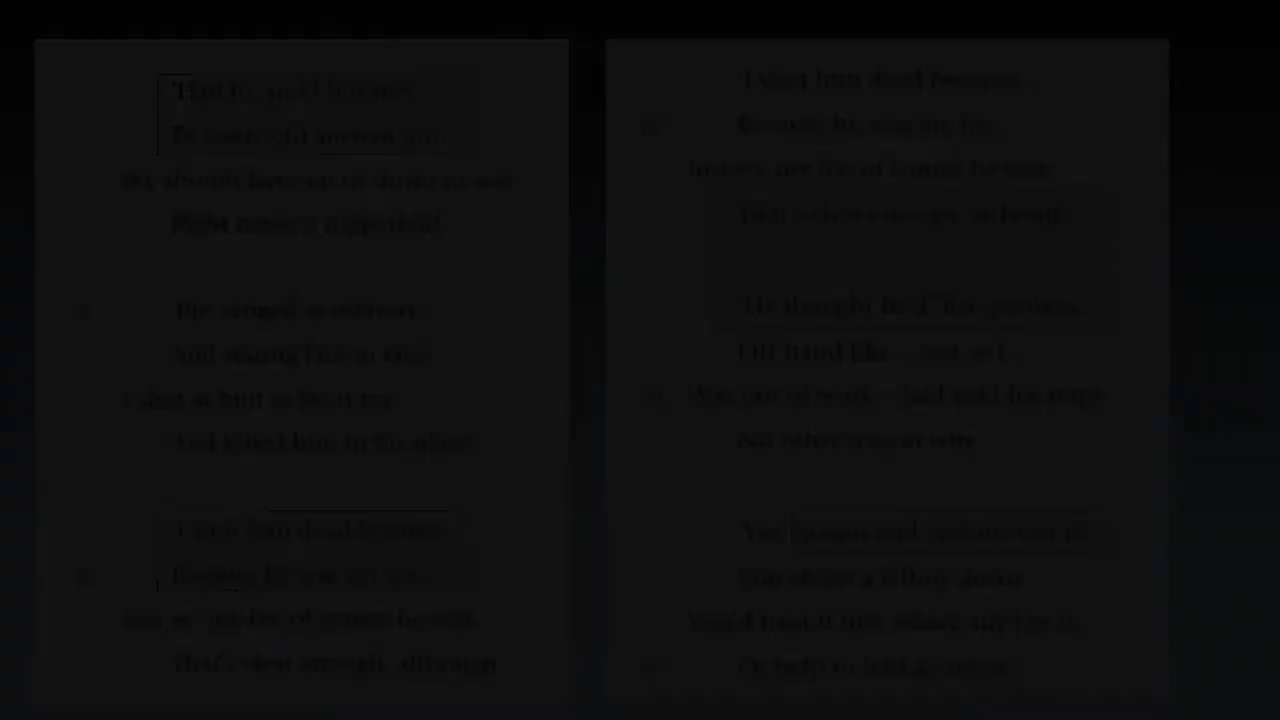 'Had he and I but met
By some old ancient inn,
We should have sat us down to wet
Right many a nipperkin!
'But ranged as infantry,
And staring face to face,
I shot at him as he at me,
And killed him in his place.
'I shot him dead because –
Because he was my foe,
Just so: my foe of course he was;
That's clear enough; although
'I shot him dead because –
Because he was my foe,
Just so: my foe of course he was;
That's clear enough; although
'He thought he'd 'list, perhaps,
Off-hand like – just as I –
Was out of work – had sold his traps –
No other reason why.
'Yes; quaint and curious war is!
You shoot a fellow down
You'd treat if met where any bar is,
Or help to half-a-crown.'